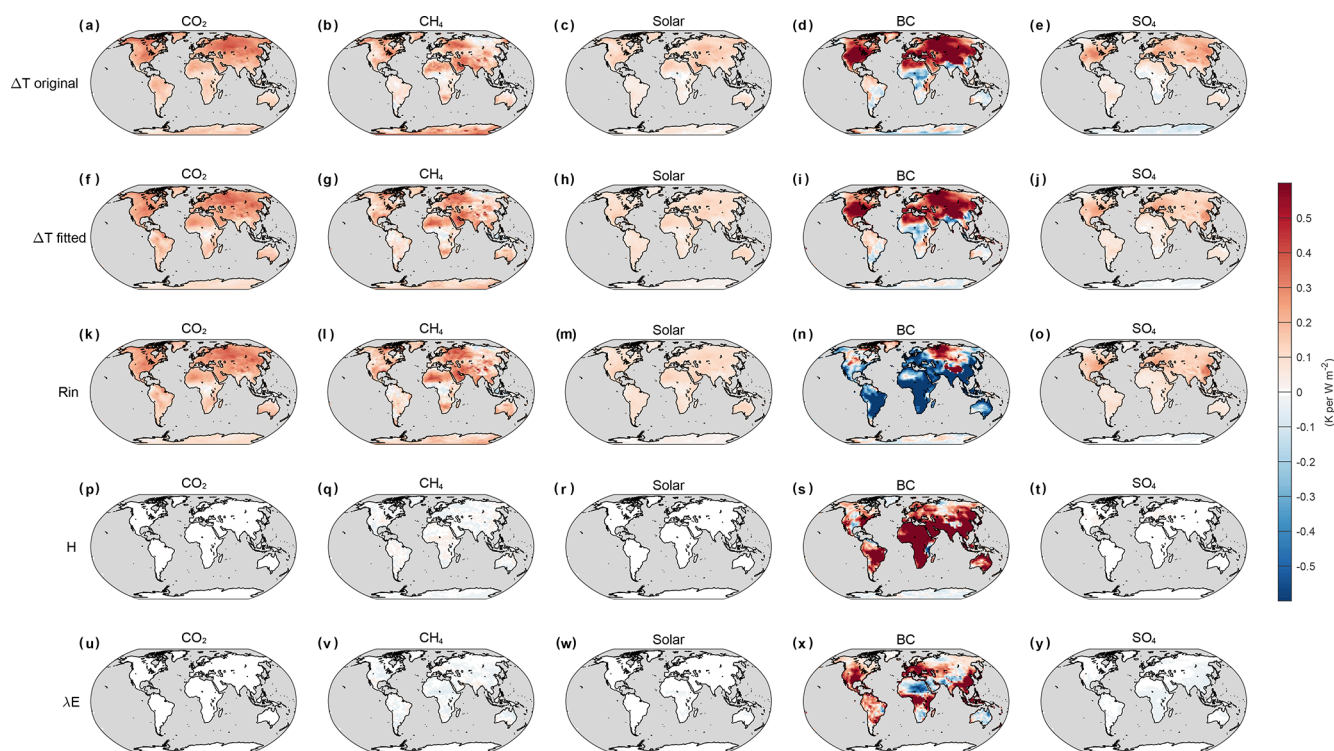 (a) CO₂ (b) CH₄ (c) Solar (d) BC (e) SO₄
ΔT original
(f) CO₂ (g) CH₄ (h) Solar (i) BC (j) SO₄
ΔT fitted
(k) CO₂ (l) CH₄ (m) Solar (n) BC (o) SO₄
Rin
(p) CO₂ (q) CH₄ (r) Solar (s) BC (t) SO₄
H
(u) CO₂ (v) CH₄ (w) Solar (x) BC (y) SO₄
λE
0.5
0.4
0.3
0.2
0.1
0
-0.1
-0.2
-0.3
-0.4
-0.5
(K per W m⁻²)